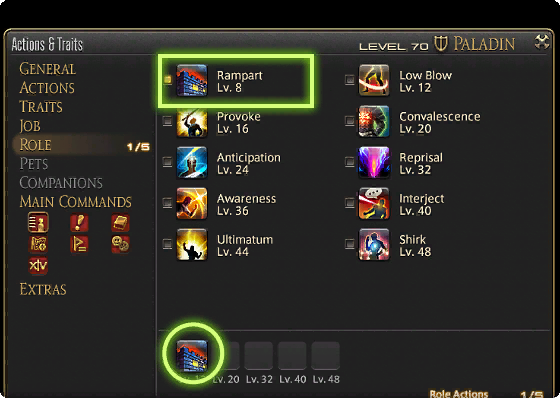 Actions & Traits
LEVEL 70 PALADIN
GENERAL
ACTIONS
TRAITS
JOB
ROLE 1/5
PETS
COMPANIONS
MAIN COMMANDS
XIV
EXTRAS
Rampart
Lv. 8
Low Blow
Lv. 12
Provoke
Lv. 16
Convalescence
Lv. 20
Anticipation
Lv. 24
Reprisal
Lv. 32
Awareness
Lv. 36
Interject
Lv. 40
Ultimatum
Lv. 44
Shirk
Lv. 48
Lv. 20 Lv. 32 Lv. 40 Lv. 48
Role Actions 1/5